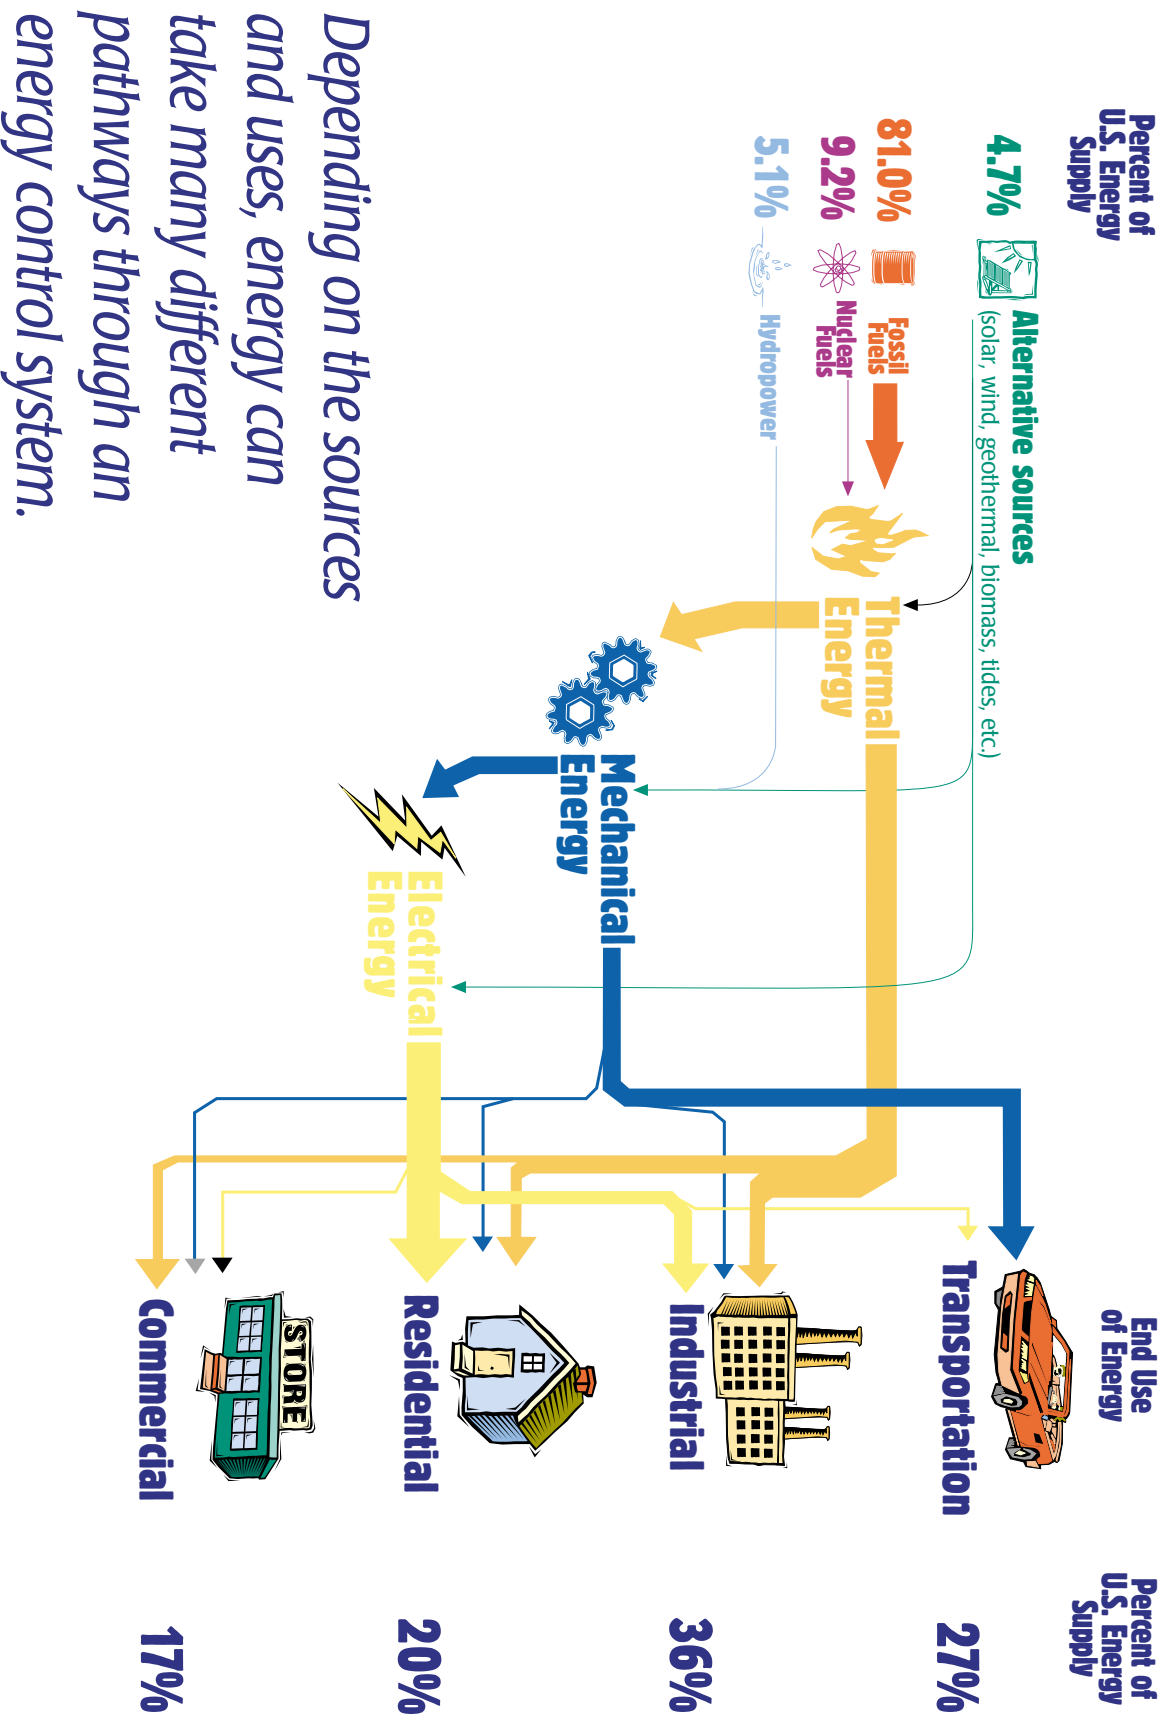 Percent of
U.S. Energy
Supply
End Use
of Energy
Percent of
U.S. Energy
Supply
4.7%
Alternative sources
(solar, wind, geothermal, biomass, tides, etc.)
81.0%
Fossil
Fuels
9.2%
Nuclear
Fuels
5.1%
Hydropower
Thermal
Energy
Mechanical
Energy
Electrical
Energy
Transportation
27%
Industrial
36%
Residential
20%
STORE
Commercial
17%
Depending on the sources
and uses, energy can
take many different
pathways through an
energy control system.